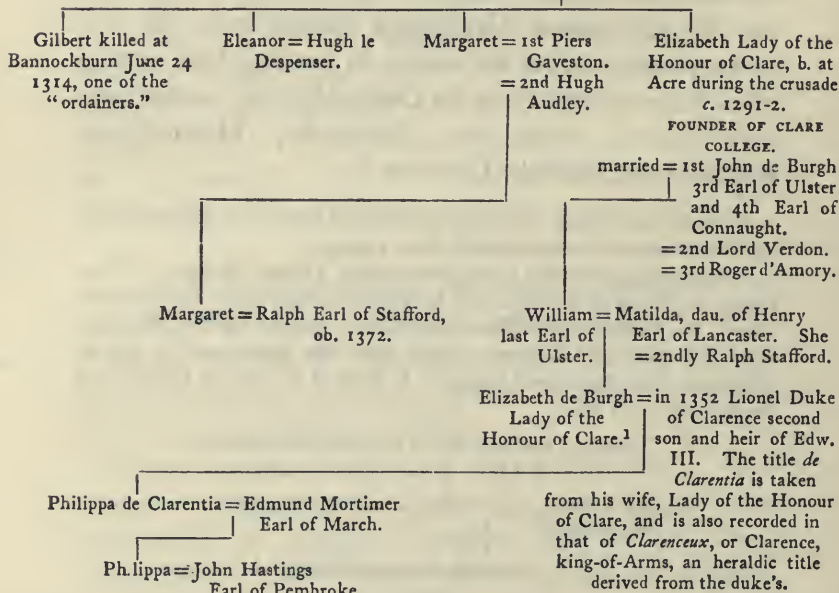 Gilbert killed at
Bannockburn June 24
1314, one of the
"ordainers."
Eleanor = Hugh le
Despenser.
Margaret = 1st Piers
Gaveston.
= 2nd Hugh
Audley.
Elizabeth Lady of the
Honour of Clare, b. at
Acre during the crusade
c. 1291-2.
FOUNDER OF CLARE
COLLEGE.
married = 1st John de Burgh
3rd Earl of Ulster
and 4th Earl of
Connaught.
= 2nd Lord Verdon.
= 3rd Roger d'Amory.
Margaret = Ralph Earl of Stafford,
ob. 1372.
William = Matilda, dau. of Henry
last Earl of Earl of Lancaster. She
Ulster. = 2ndly Ralph Stafford.
Elizabeth de Burgh = in 1352 Lionel Duke
Lady of the of Clarence second
Honour of Clare.¹ son and heir of Edw.
III. The title de
Clarentia is taken
from his wife, Lady of the Honour
of Clare, and is also recorded in
that of Clarenceux, or Clarence,
king-of-Arms, an heraldic title
derived from the duke's.
Philippa de Clarentia = Edmund Mortimer
Earl of March.
Ph.lippa = John Hastings
Earl of Pembroke